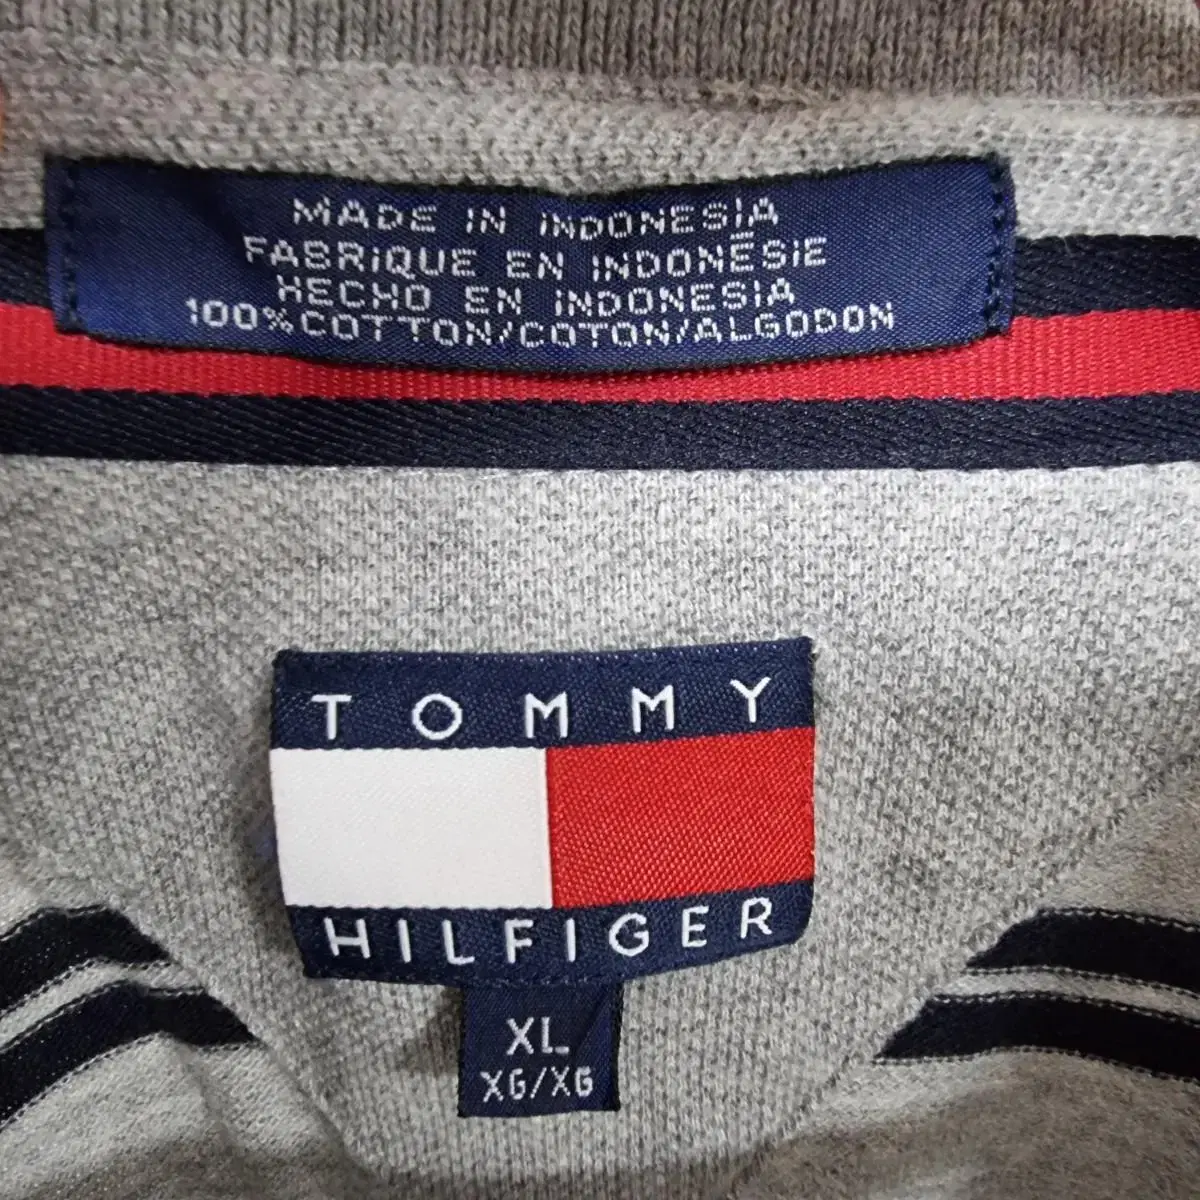 MADE IN INDONESIA
FABRIQUE EN INDONÉSIE
HECHO EN INDONESIA
100%COTTON/COTON/ALGODON
TOMMY
HILFIGER
XL
XG/XG